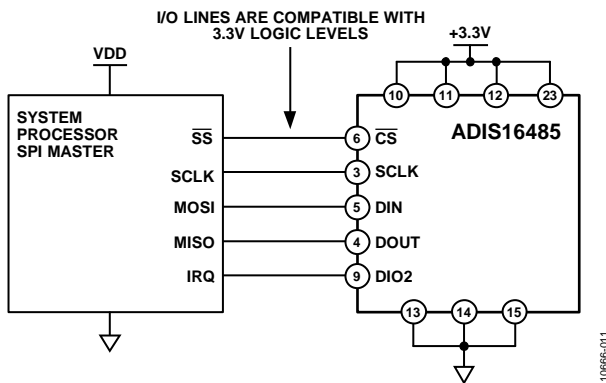 I/O LINES ARE COMPATIBLE WITH
3.3V LOGIC LEVELS
VDD
+3.3V
10
11
12
23
SYSTEM
PROCESSOR
SPI MASTER
ADIS16485
SS
6
CS
SCLK
3
SCLK
MOSI
5
DIN
MISO
4
DOUT
IRQ
9
DIO2
13
14
15
10666-011